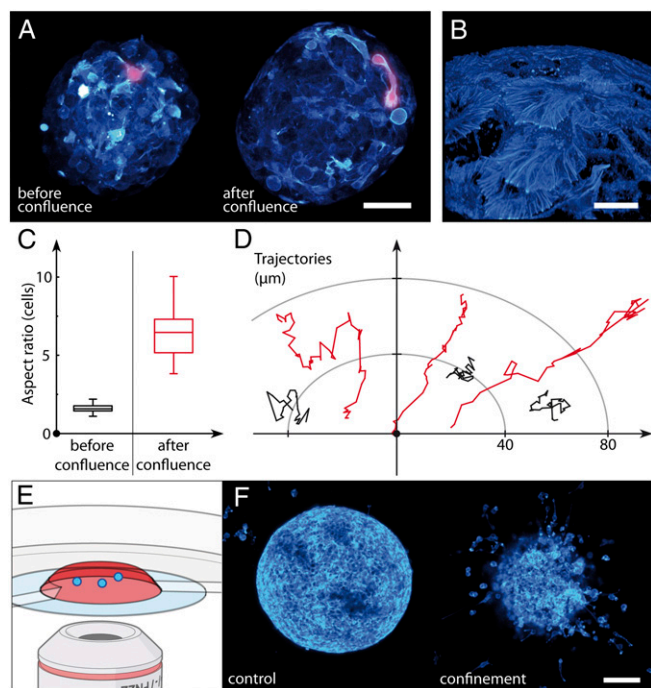 A
B
before
confluence
after
confluence
C
D
Aspect ratio (cells)
10
5
0
before
confluence
after
confluence
Trajectories
(μm)
40
80
E
F
control
confinement